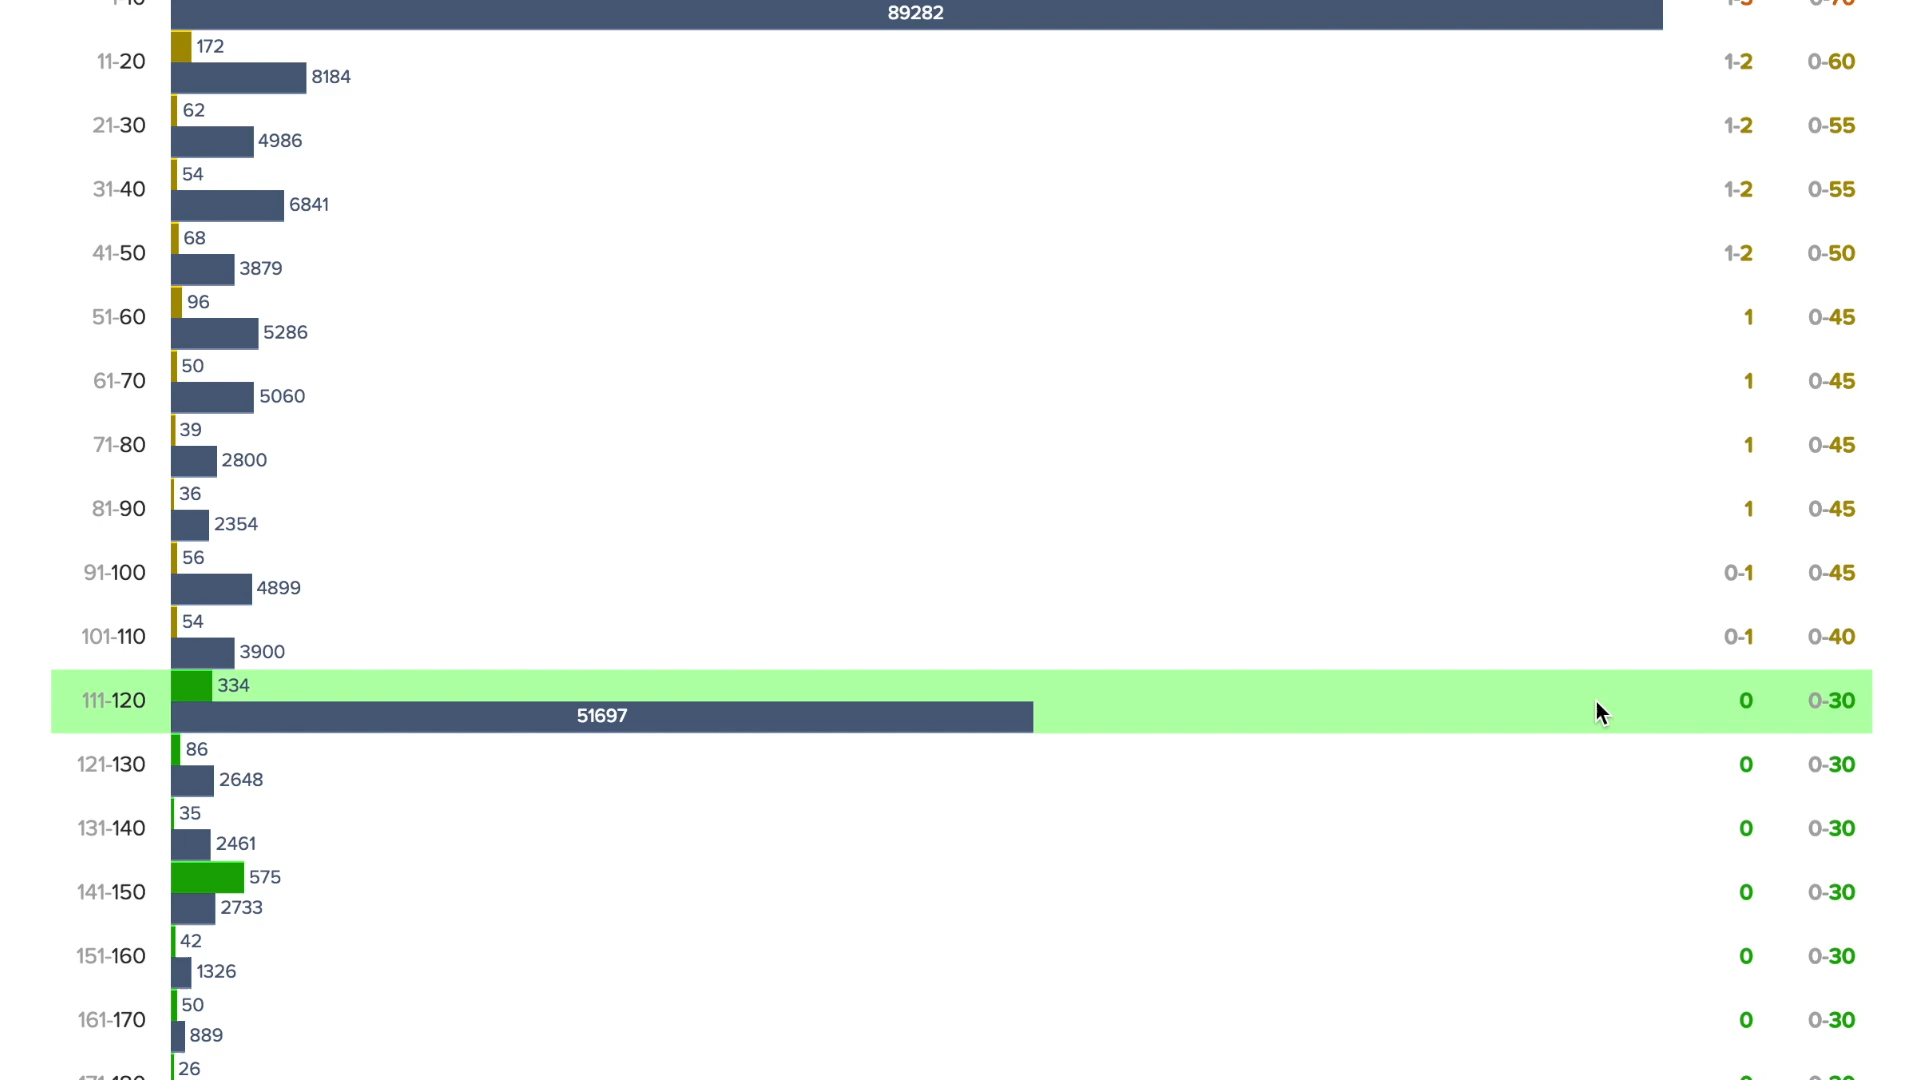 89282
172
11-20 1-2 0-60
8184
62
21-30 1-2 0-55
4986
54
31-40 1-2 0-55
6841
68
41-50 1-2 0-50
3879
96
51-60 1 0-45
5286
50
61-70 1 0-45
5060
39
71-80 1 0-45
2800
36
81-90 1 0-45
2354
56
91-100 0-1 0-45
4899
54
101-110 0-1 0-40
3900
334
111-120 0 0-30
51697
86
121-130 0 0-30
2648
35
131-140 0 0-30
2461
575
141-150 0 0-30
2733
42
151-160 0 0-30
1326
50
161-170 0 0-30
889
26